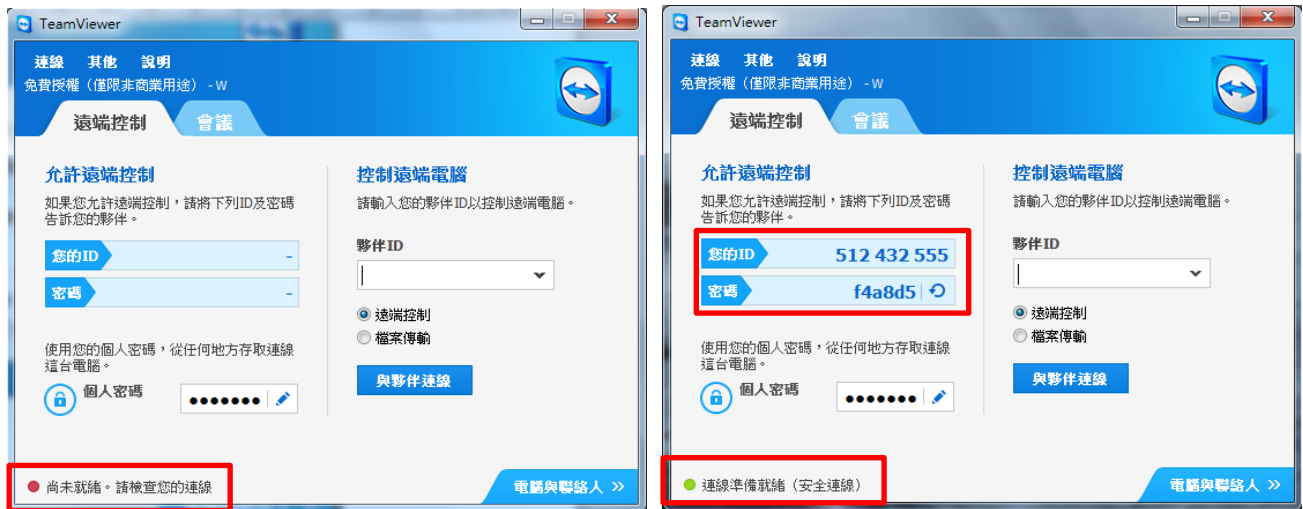 TeamViewer
連線 其他 說明
免費授權（僅限非商業用途） - W
遠端控制 會議
允許遠端控制
如果您允許遠端控制，請將下列ID及密碼
告訴您的夥伴。
您的ID -
密碼 -
使用您的個人密碼，從任何地方存取連線
這台電腦。
個人密碼
•••••••
控制遠端電腦
請輸入您的夥伴ID以控制遠端電腦。
夥伴ID
遠端控制
檔案傳輸
與夥伴連線
尚未就緒。請檢查您的連線
電腦與聯絡人 >>
TeamViewer
連線 其他 說明
免費授權（僅限非商業用途） - W
遠端控制 會議
允許遠端控制
如果您允許遠端控制，請將下列ID及密碼
告訴您的夥伴。
您的ID 512 432 555
密碼 f4a8d5
使用您的個人密碼，從任何地方存取連線
這台電腦。
個人密碼
•••••••
控制遠端電腦
請輸入您的夥伴ID以控制遠端電腦。
夥伴ID
遠端控制
檔案傳輸
與夥伴連線
連線準備就緒（安全連線）
電腦與聯絡人 >>